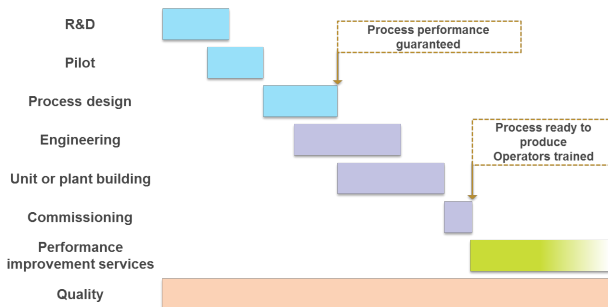 R&D
Process performance
guaranteed
Pilot
Process design
Engineering
Process ready to
produce
Operators trained
Unit or plant building
Commissioning
Performance
improvement services
Quality